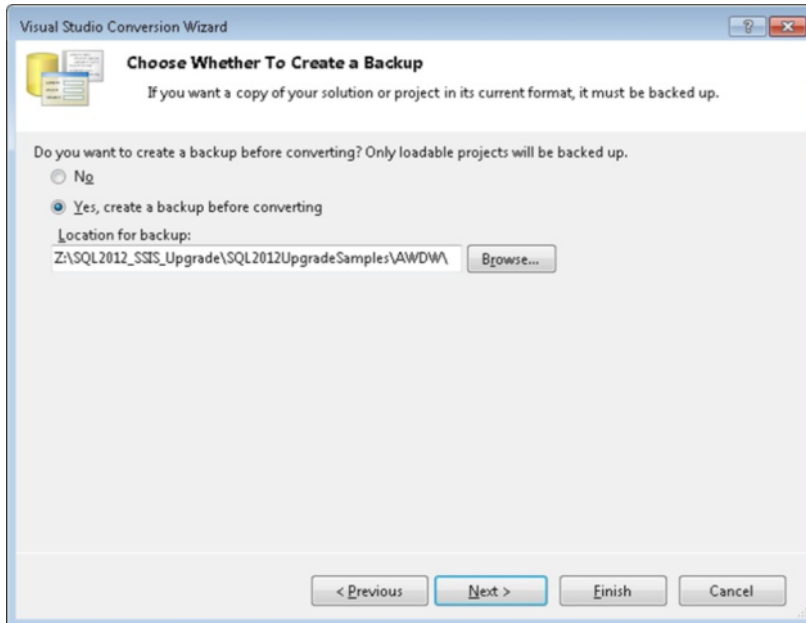 Visual Studio Conversion Wizard
Choose Whether To Create a Backup
If you want a copy of your solution or project in its current format, it must be backed up.
Do you want to create a backup before converting? Only loadable projects will be backed up.
No
Yes, create a backup before converting
Location for backup:
Z:\SQL2012_SSIS_Upgrade\SQL2012UpgradeSamples\AWDW\
Browse...
< Previous
Next >
Finish
Cancel